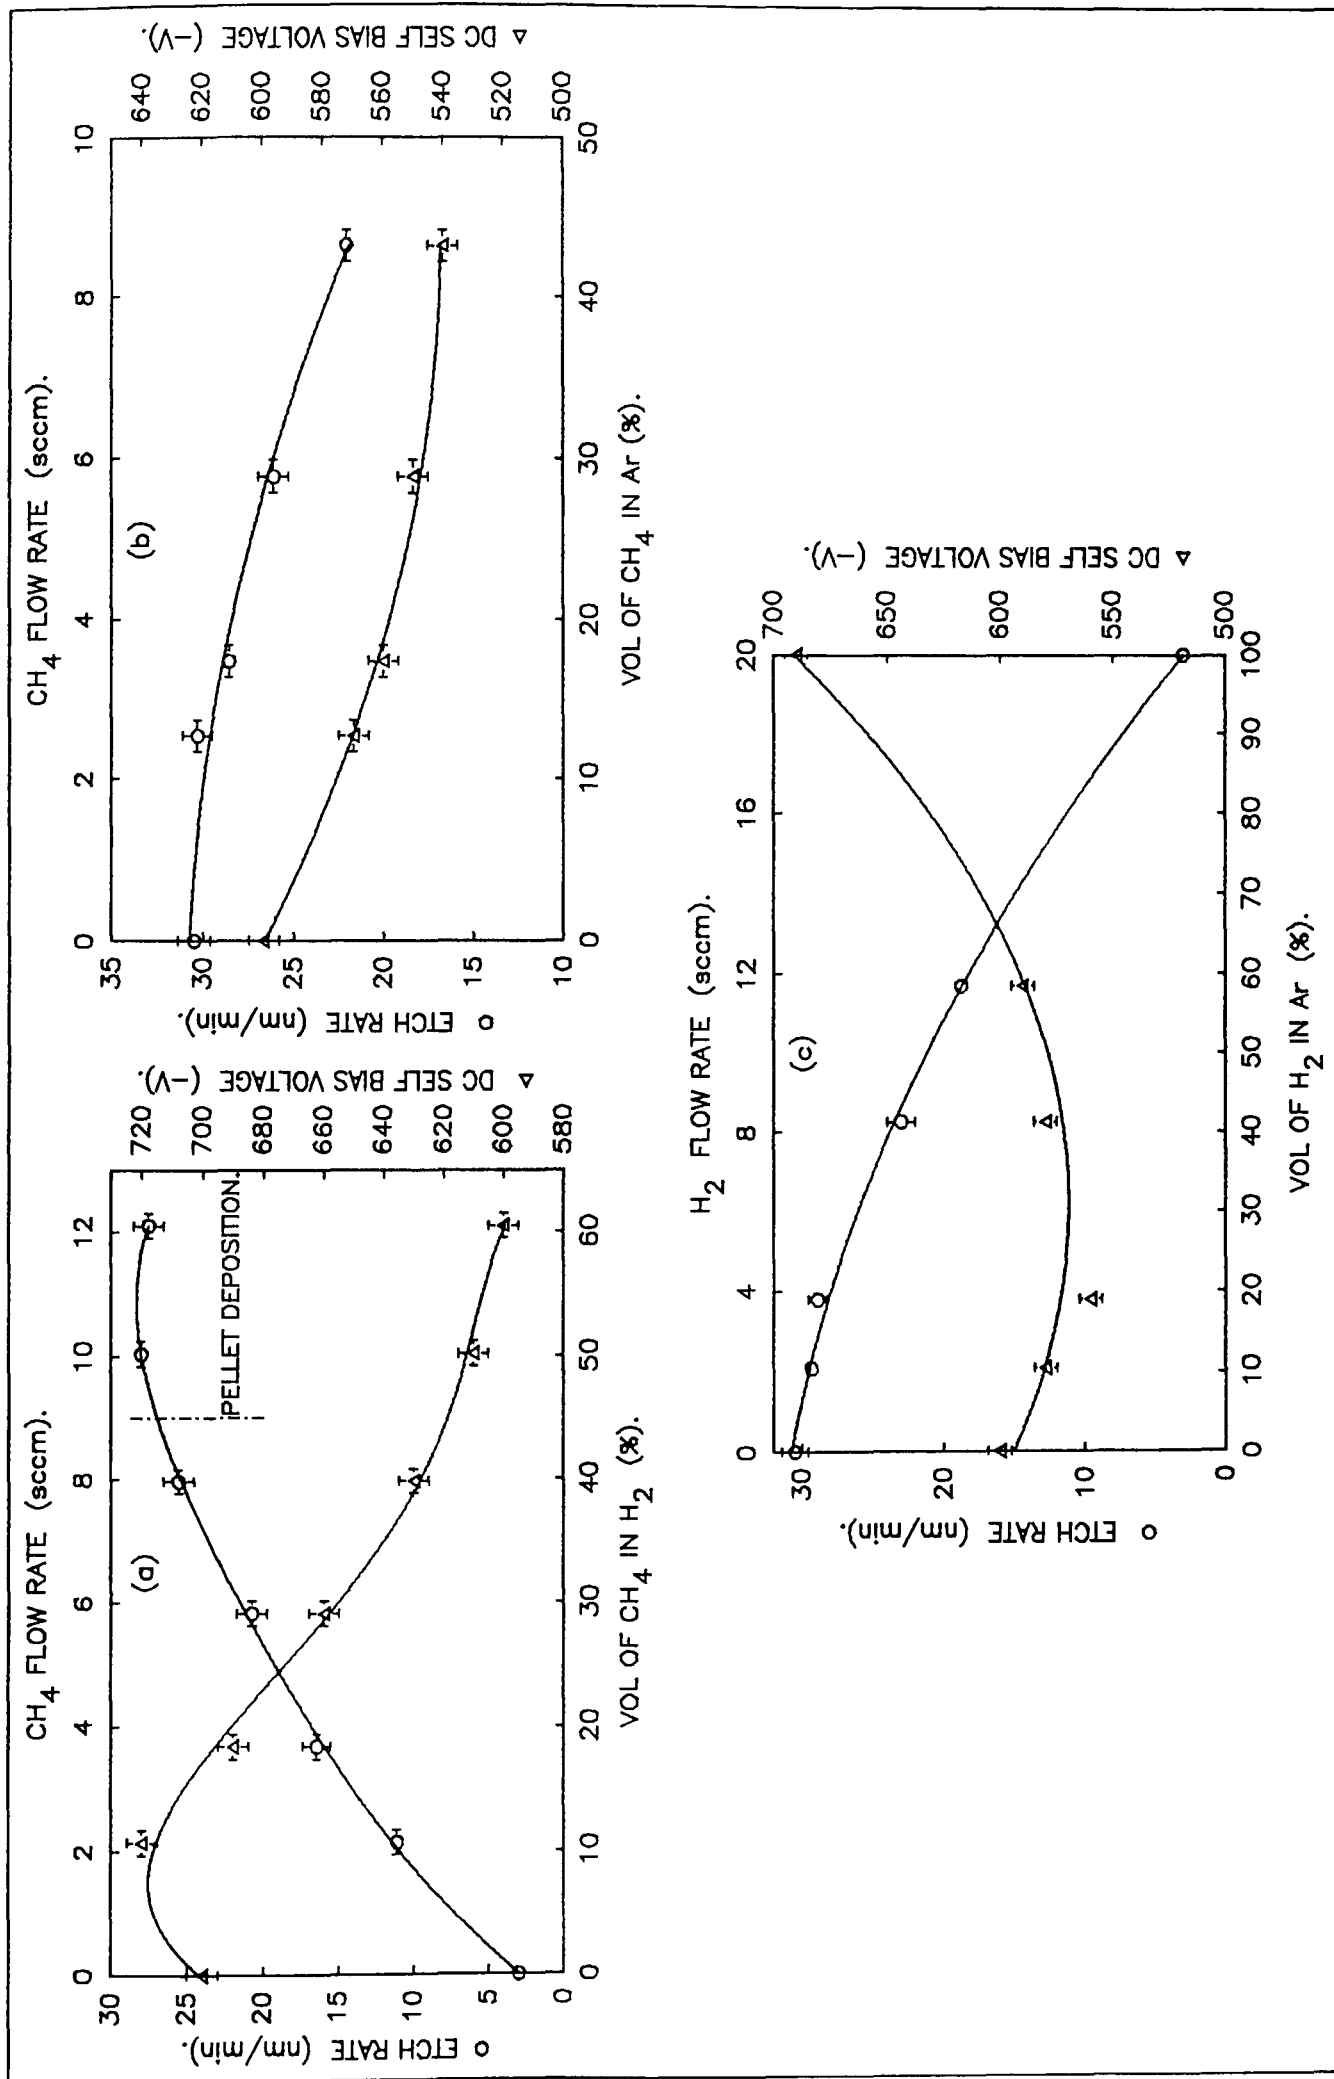 CH4 FLOW RATE (sccm).
0 2 4 6 8 10 12
(a)
PELLET DEPOSITION.
30 25 20 15 10 5 0
O ETCH RATE (nm/min).
720 700 680 660 640 620 600 580
△ DC SELF BIAS VOLTAGE (-V).
0 10 20 30 40 50 60
VOL OF CH4 IN H2 (%).
CH4 FLOW RATE (sccm).
0 2 4 6 8 10
(b)
35 30 25 20 15 10
O ETCH RATE (nm/min).
640 620 600 580 560 540 520 500
△ DC SELF BIAS VOLTAGE (-V).
0 10 20 30 40 50
VOL OF CH4 IN Ar (%).
H2 FLOW RATE (sccm).
0 4 8 12 16 20
(c)
30 20 10 0
O ETCH RATE (nm/min).
700 650 600 550 500
△ DC SELF BIAS VOLTAGE (-V).
0 10 20 30 40 50 60 70 80 90 100
VOL OF H2 IN Ar (%).